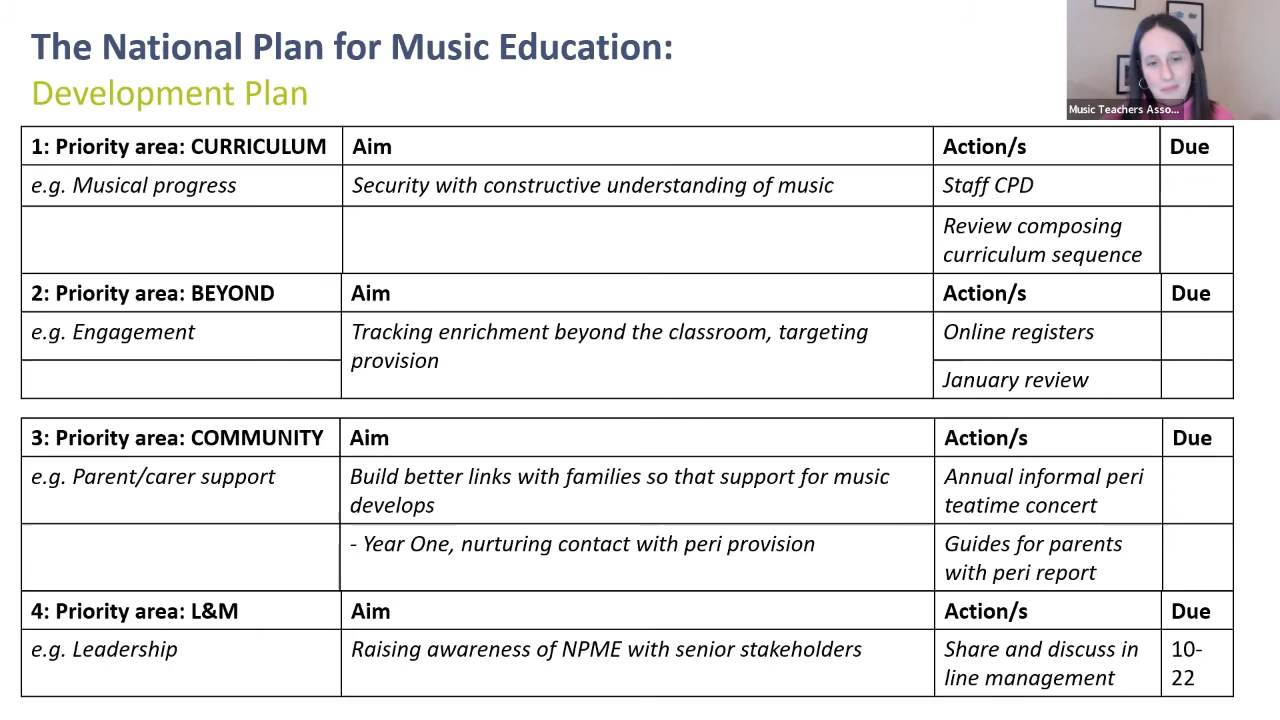 The National Plan for Music Education:
Development Plan
Music Teachers Asso...
1: Priority area: CURRICULUM Aim Action/s Due
e.g. Musical progress Security with constructive understanding of music Staff CPD
Review composing
curriculum sequence
2: Priority area: BEYOND Aim Action/s Due
e.g. Engagement Tracking enrichment beyond the classroom, targeting Online registers
provision
January review
3: Priority area: COMMUNITY Aim Action/s Due
e.g. Parent/carer support Build better links with families so that support for music Annual informal peri
develops teatime concert
- Year One, nurturing contact with peri provision Guides for parents
with peri report
4: Priority area: L&M Aim Action/s Due
e.g. Leadership Raising awareness of NPME with senior stakeholders Share and discuss in 10-
line management 22